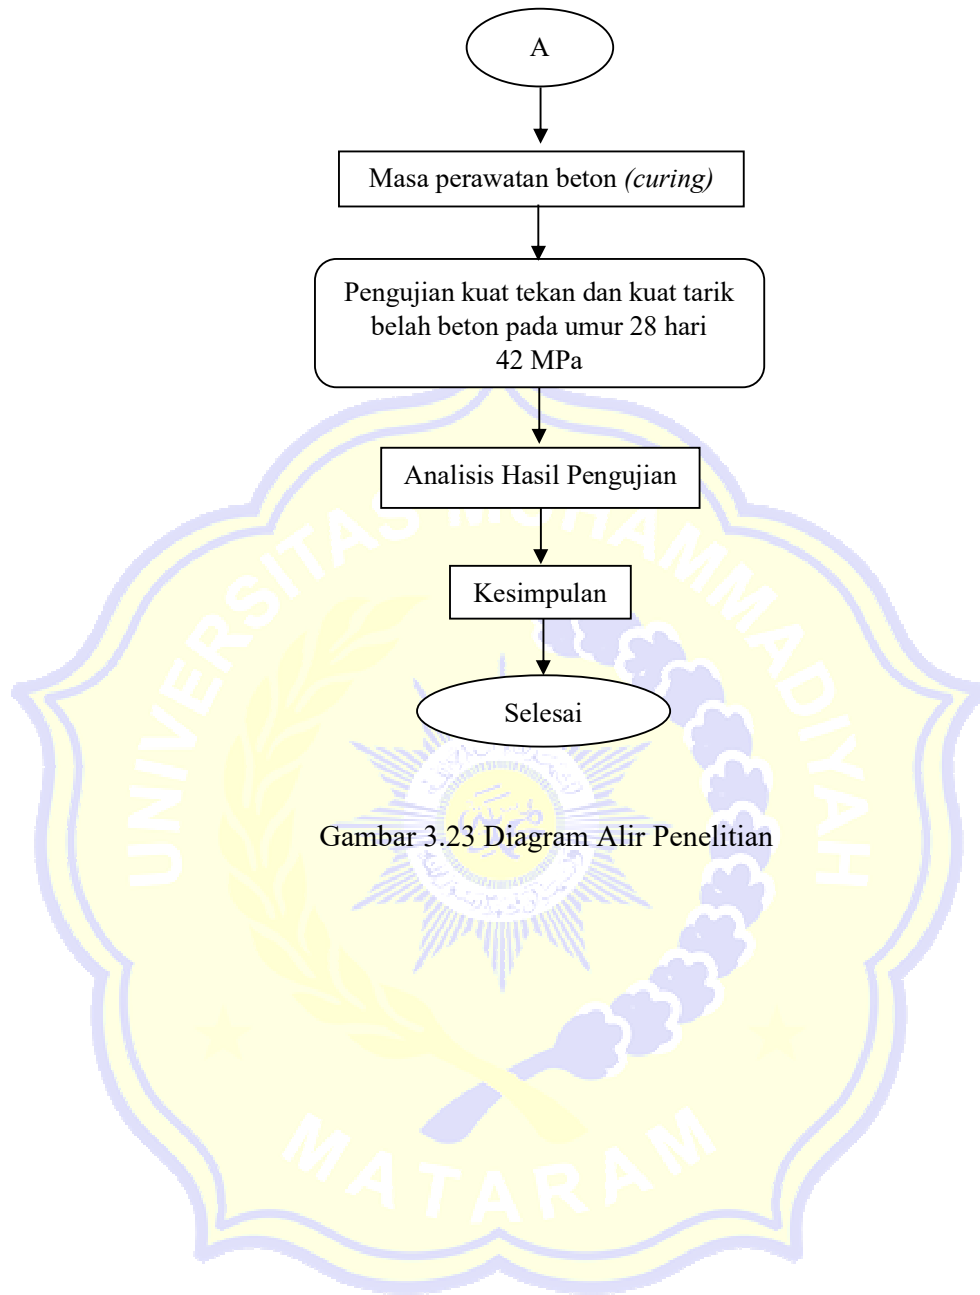 A
Masa perawatan beton (curing)
Pengujian kuat tekan dan kuat tarik
belah beton pada umur 28 hari
42 MPa
Analisis Hasil Pengujian
Kesimpulan
Selesai
Gambar 3.23 Diagram Alir Penelitian
UNIVERSITAS MUHAMMADIYAH
MATARAM